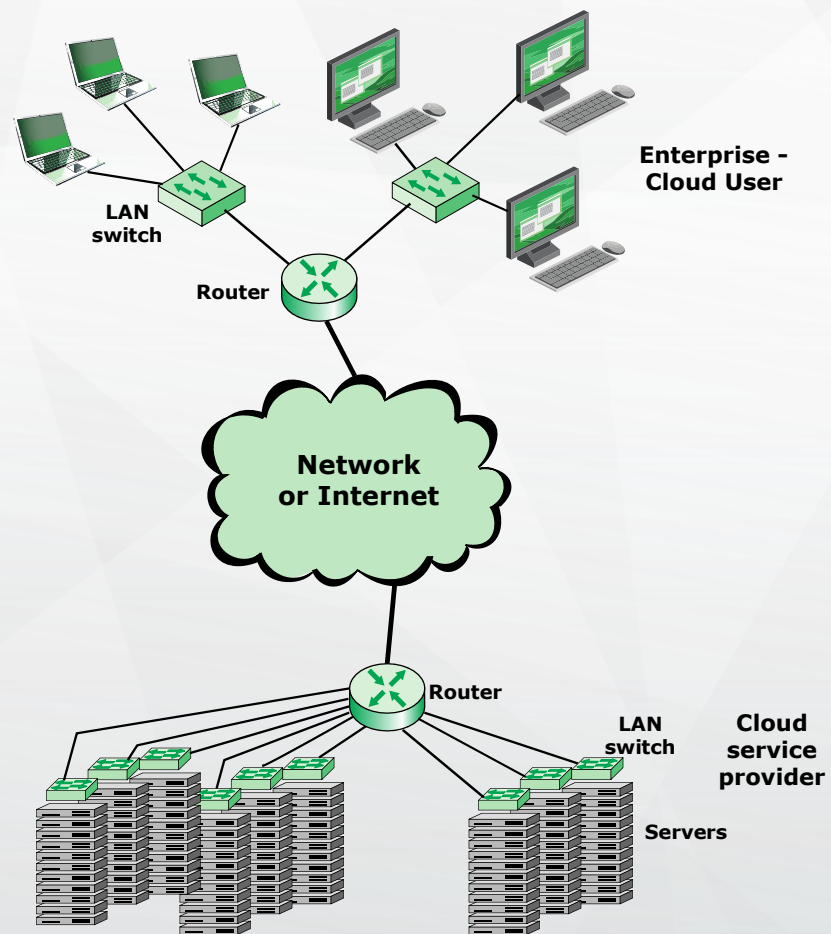 Enterprise -
Cloud User
LAN
switch
Router
Network
or Internet
Router
LAN
switch
Cloud
service
provider
Servers